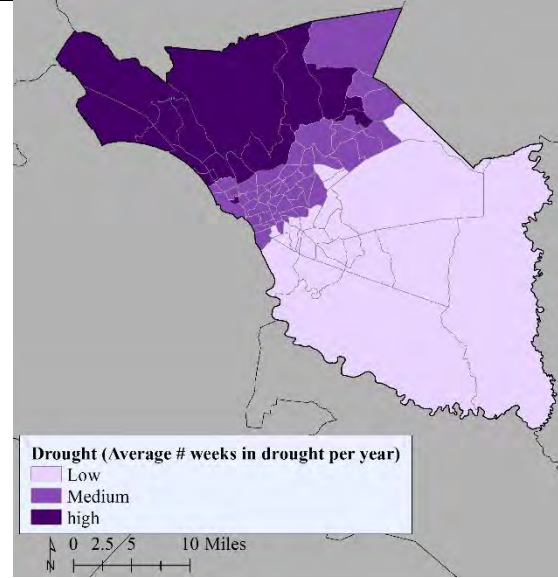 Drought (Average # weeks in drought per year)
Low
Medium
high
N 0 2.5 5 10 Miles